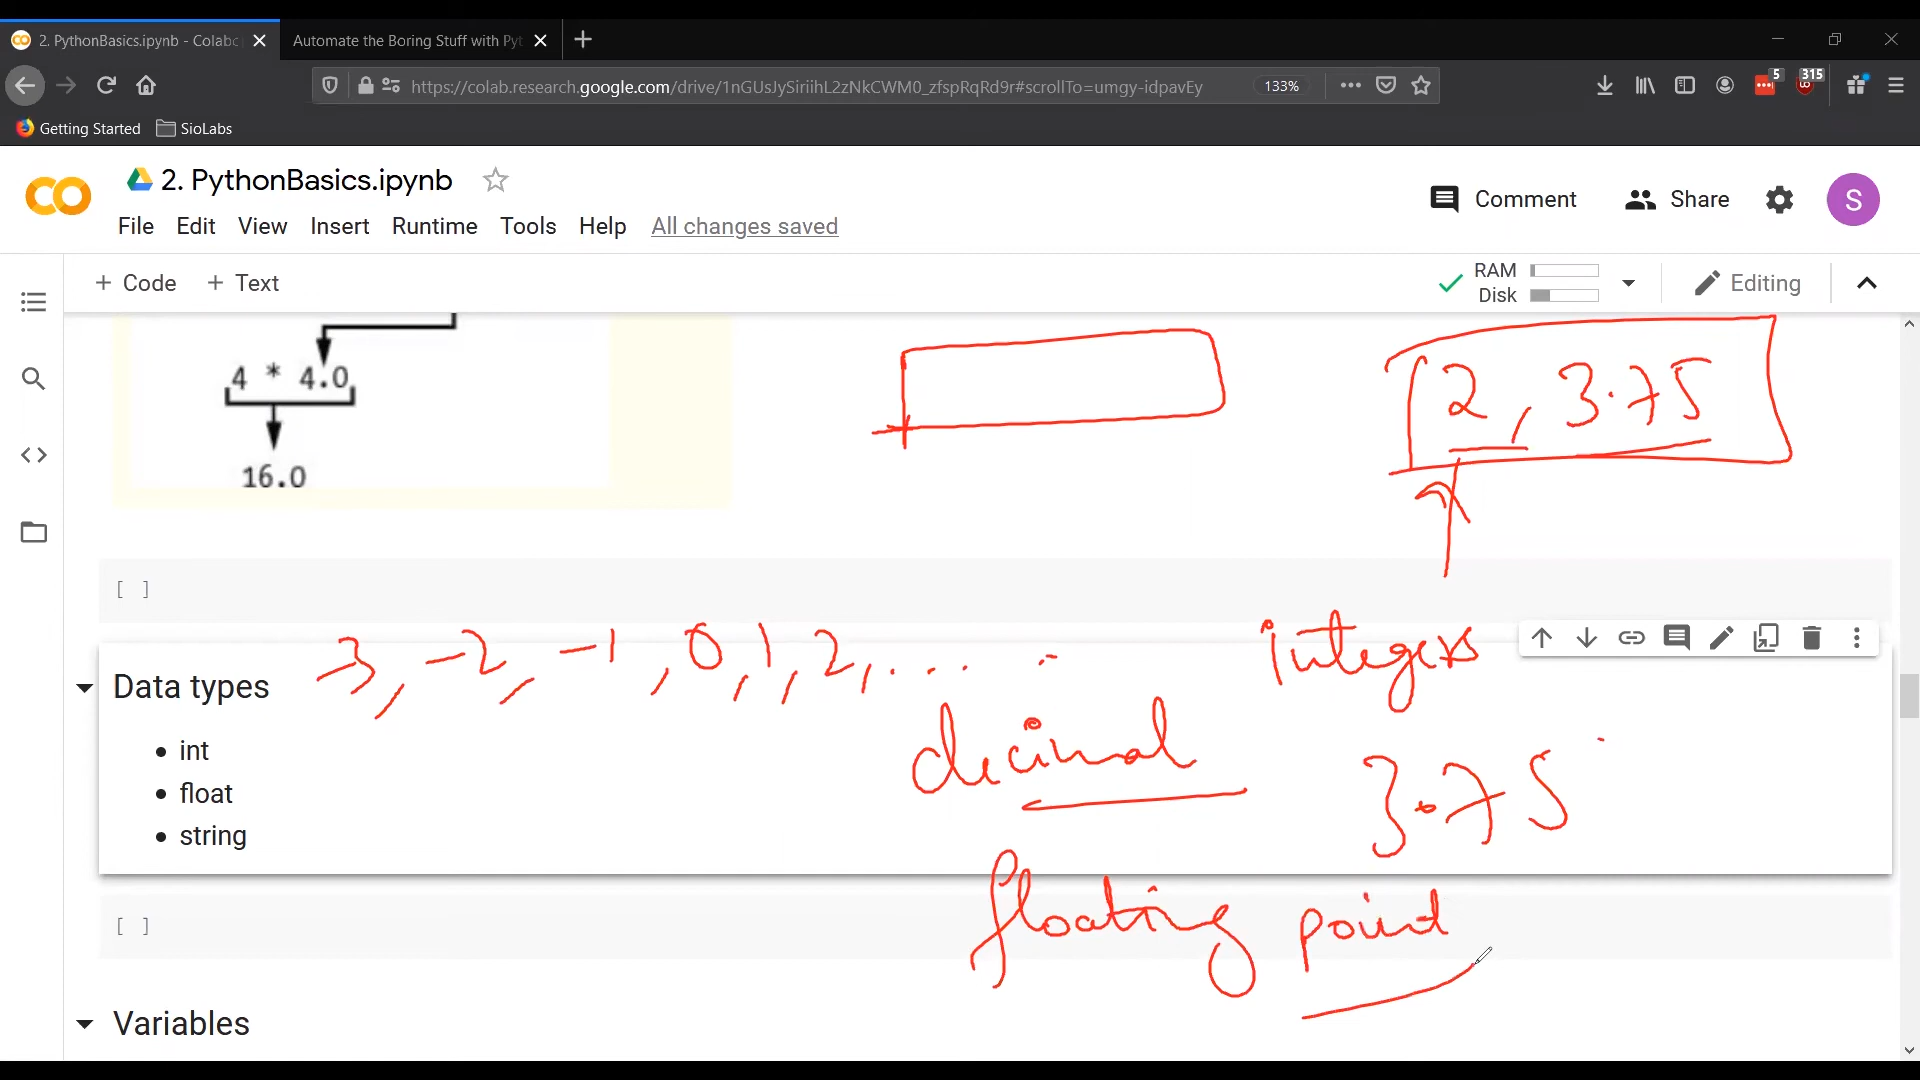 2. PythonBasics.ipynb - Colabc
Automate the Boring Stuff with Pyt
https://colab.research.google.com/drive/1nGUsJySiriihL2zNkCWM0_zfspRqRd9r#scrollTo=umgy-idpavEy
133%
5
315
Getting Started
SioLabs
2. PythonBasics.ipynb
Comment
Share
S
File Edit View Insert Runtime Tools Help All changes saved
+ Code + Text
RAM
Disk
Editing
4 * 4.0
16.0
2, 3.75
[ ]
-3, -2, -1, 0, 1, 2, ....
integers
Data types
decimal
• int
3.75
• float
• string
floating point
[ ]
Variables